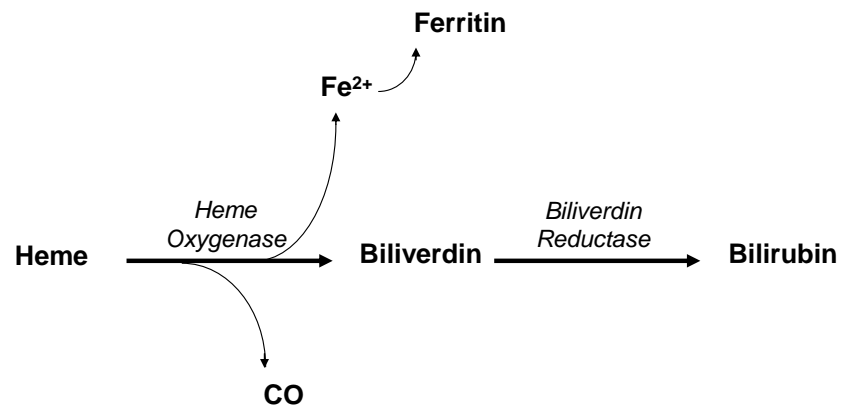 Ferritin
Fe²⁺
Heme
Oxygenase
Biliverdin
Reductase
Heme
Biliverdin
Bilirubin
CO